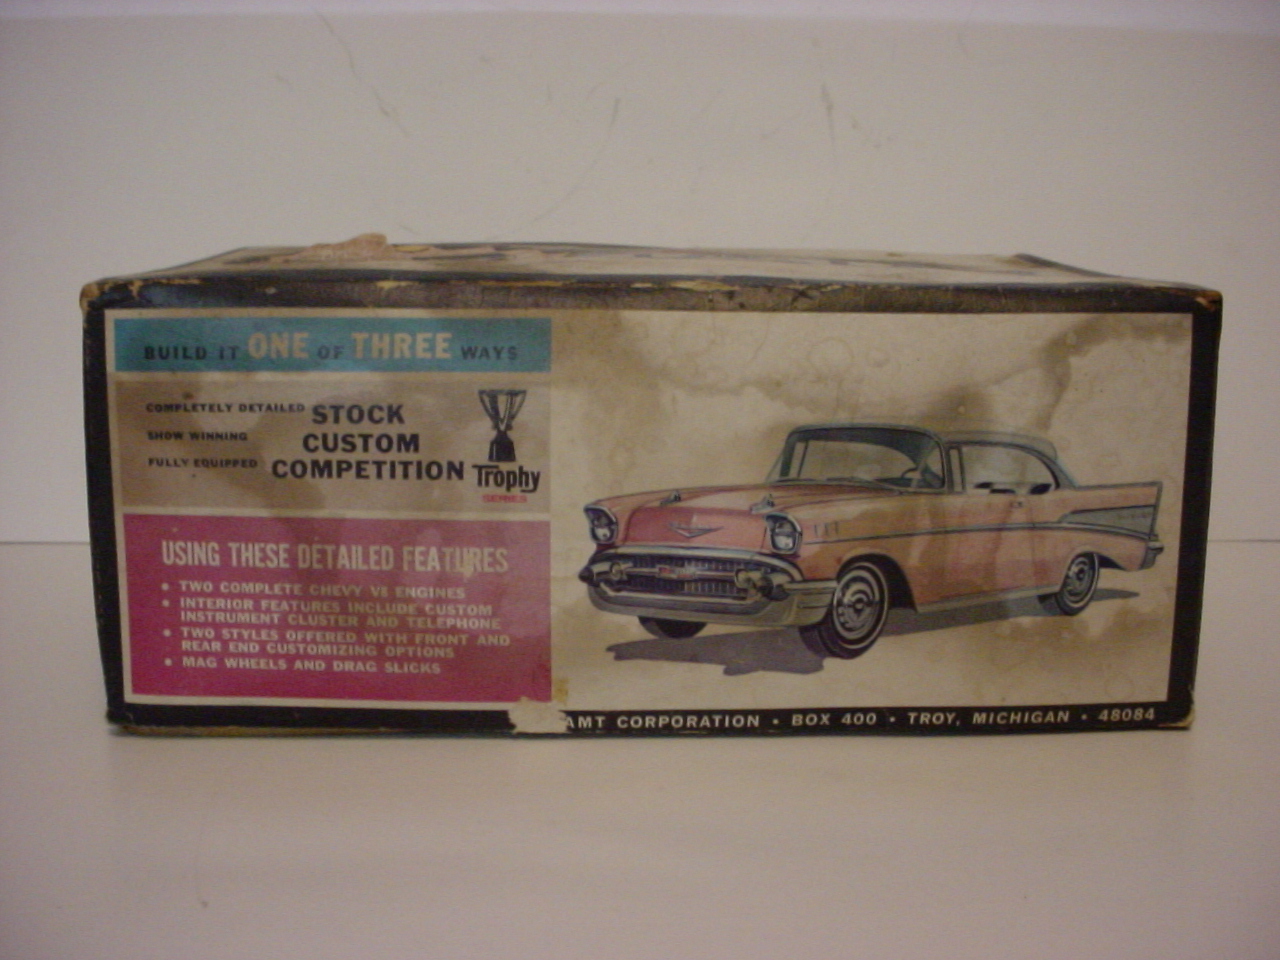 BUILD IT ONE OF THREE WAYS
COMPLETELY DETAILED STOCK
SHOW WINNING CUSTOM
FULLY EQUIPPED COMPETITION
Trophy
SERIES
USING THESE DETAILED FEATURES
• TWO COMPLETE CHEVY V8 ENGINES
• INTERIOR FEATURES INCLUDE CUSTOM
INSTRUMENT CLUSTER AND TELEPHONE
• TWO STYLES OFFERED WITH FRONT AND
REAR END CUSTOMIZING OPTIONS
• MAG WHEELS AND DRAG SLICKS
AMT CORPORATION • BOX 400 • TROY, MICHIGAN • 48084